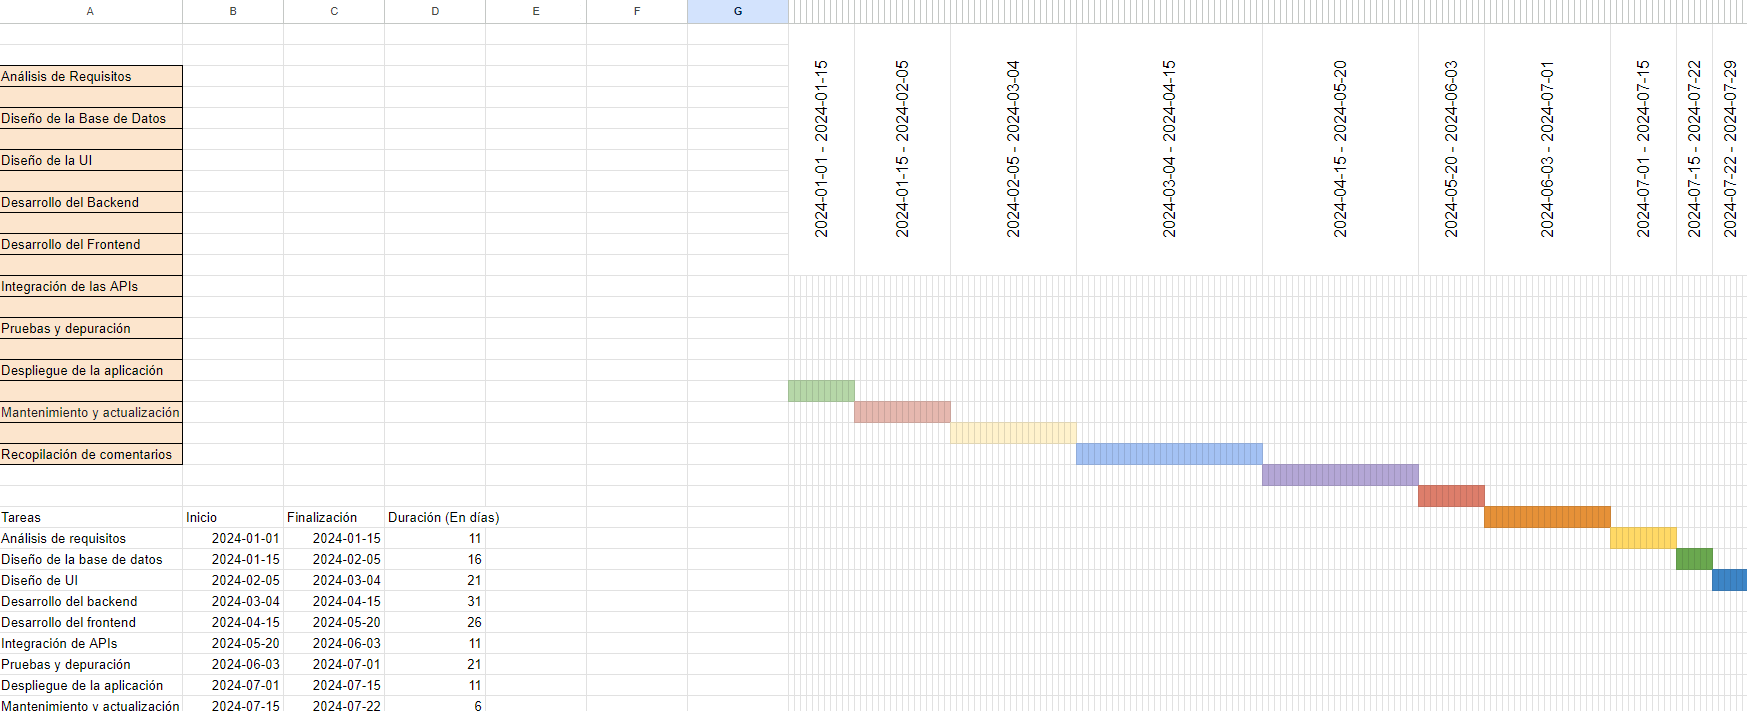 A B C D E F G
2024-01-01 - 2024-01-15
2024-01-15 - 2024-02-05
2024-02-05 - 2024-03-04
2024-03-04 - 2024-04-15
2024-04-15 - 2024-05-20
2024-05-20 - 2024-06-03
2024-06-03 - 2024-07-01
2024-07-01 - 2024-07-15
2024-07-15 - 2024-07-22
2024-07-22 - 2024-07-29
Análisis de Requisitos
Diseño de la Base de Datos
Diseño de la UI
Desarrollo del Backend
Desarrollo del Frontend
Integración de las APIs
Pruebas y depuración
Despliegue de la aplicación
Mantenimiento y actualización
Recopilación de comentarios
Tareas Inicio Finalización Duración (En días)
Análisis de requisitos 2024-01-01 2024-01-15 11
Diseño de la base de datos 2024-01-15 2024-02-05 16
Diseño de UI 2024-02-05 2024-03-04 21
Desarrollo del backend 2024-03-04 2024-04-15 31
Desarrollo del frontend 2024-04-15 2024-05-20 26
Integración de APIs 2024-05-20 2024-06-03 11
Pruebas y depuración 2024-06-03 2024-07-01 21
Despliegue de la aplicación 2024-07-01 2024-07-15 11
Mantenimiento y actualización 2024-07-15 2024-07-22 6